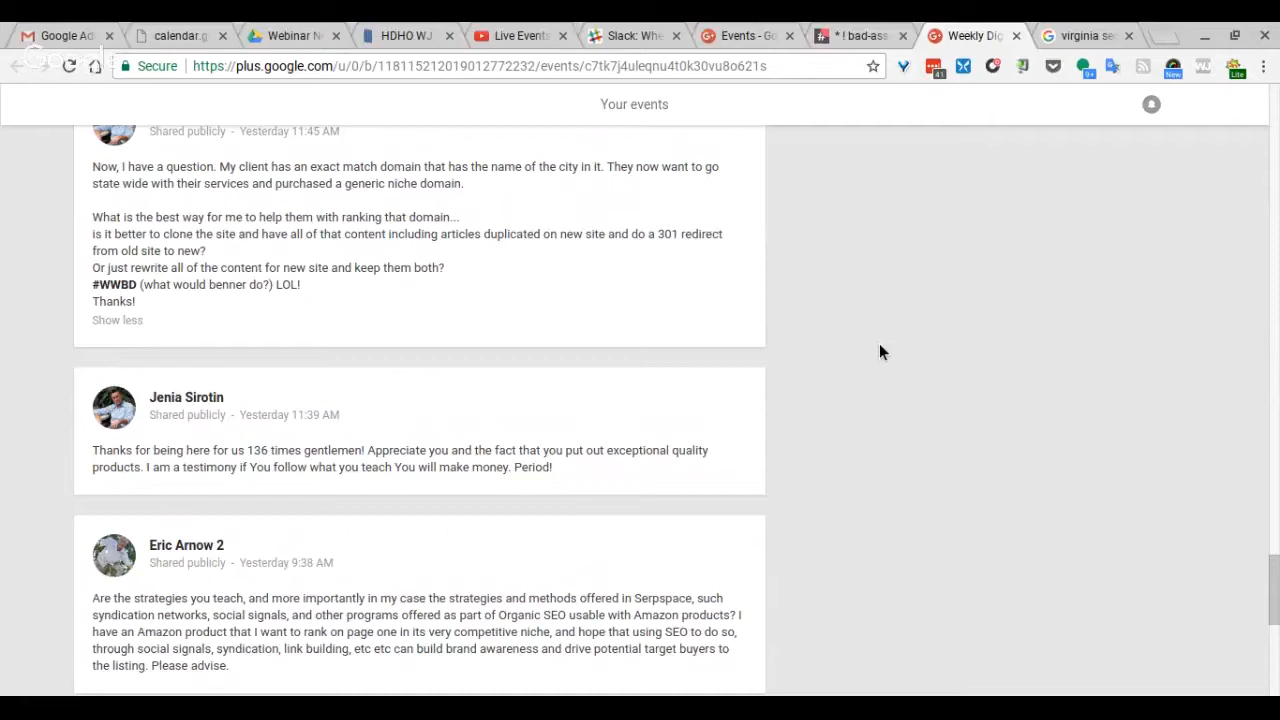 Google Ad
calendar.g
Webinar N
HDHO WJ
Live Events
Slack: Whe
Events - Go
* ! bad-ass
Weekly Dig
virginia se
Secure
https://plus.google.com/u/0/b/118115212019012772232/events/c7tk7j4uleqnu4t0k30vu8o621s
41
9+
New
Lite
Your events
Shared publicly - Yesterday 11:45 AM
Now, I have a question. My client has an exact match domain that has the name of the city in it. They now want to go
state wide with their services and purchased a generic niche domain.
What is the best way for me to help them with ranking that domain...
is it better to clone the site and have all of that content including articles duplicated on new site and do a 301 redirect
from old site to new?
Or just rewrite all of the content for new site and keep them both?
#WWBD (what would benner do?) LOL!
Thanks!
Show less
Jenia Sirotin
Shared publicly - Yesterday 11:39 AM
Thanks for being here for us 136 times gentlemen! Appreciate you and the fact that you put out exceptional quality
products. I am a testimony if You follow what you teach You will make money. Period!
Eric Arnow 2
Shared publicly - Yesterday 9:38 AM
Are the strategies you teach, and more importantly in my case the strategies and methods offered in Serpspace, such
syndication networks, social signals, and other programs offered as part of Organic SEO usable with Amazon products? I
have an Amazon product that I want to rank on page one in its very competitive niche, and hope that using SEO to do so,
through social signals, syndication, link building, etc etc can build brand awareness and drive potential target buyers to
the listing. Please advise.